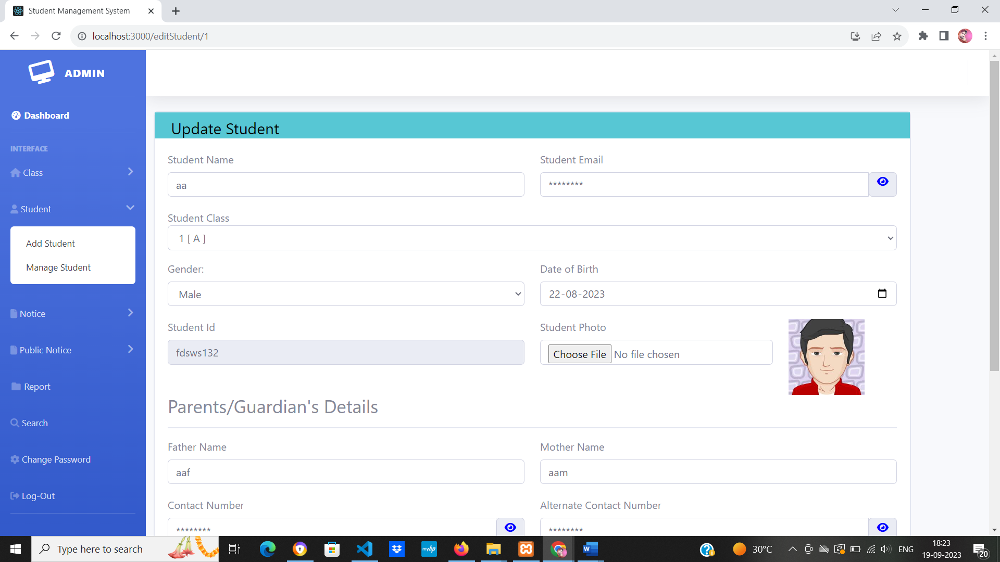 Student Management System
localhost:3000/editStudent/1
ADMIN
Dashboard
INTERFACE
Class
Student
Add Student
Manage Student
Notice
Public Notice
Report
Search
Change Password
Log-Out
Update Student
Student Name
Student Email
aa
********
Student Class
1 [ A ]
Gender:
Date of Birth
Male
22-08-2023
Student Id
Student Photo
fdsws132
Choose File No file chosen
Parents/Guardian's Details
Father Name
Mother Name
aaf
aam
Contact Number
Alternate Contact Number
********
********
Type here to search
myhp
W
30°C
ENG
18:23
19-09-2023
20